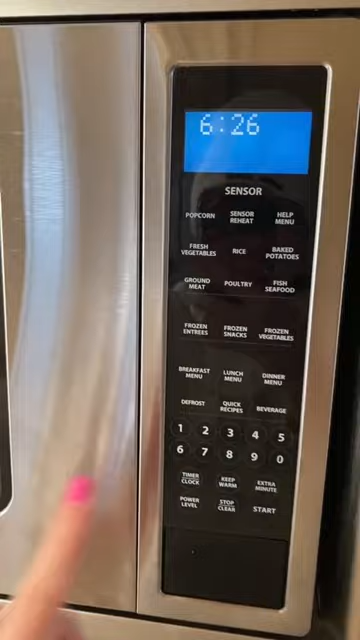 6:26
SENSOR
POPCORN SENSOR REHEAT HELP MENU
FRESH VEGETABLES RICE BAKED POTATOES
GROUND MEAT POULTRY FISH SEAFOOD
FROZEN ENTREES FROZEN SNACKS FROZEN VEGETABLES
BREAKFAST MENU LUNCH MENU DINNER MENU
DEFROST QUICK RECIPES BEVERAGE
1 2 3 4 5
6 7 8 9 0
TIMER CLOCK KEEP WARM EXTRA MINUTE
POWER LEVEL STOP CLEAR START